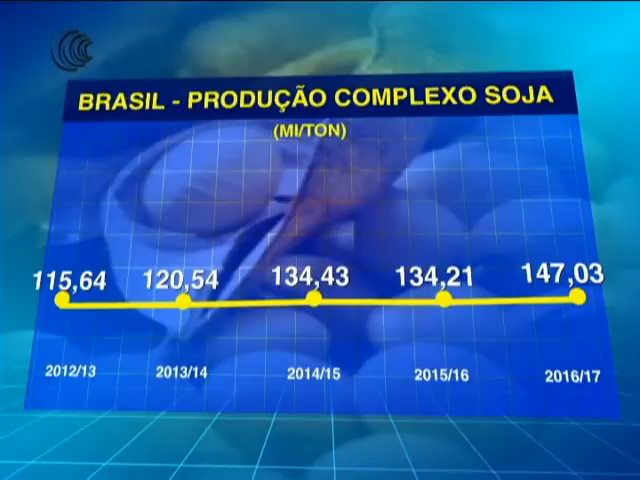 BRASIL - PRODUÇÃO COMPLEXO SOJA
(MI/TON)
115,64 120,54 134,43 134,21 147,03
2012/13 2013/14 2014/15 2015/16 2016/17